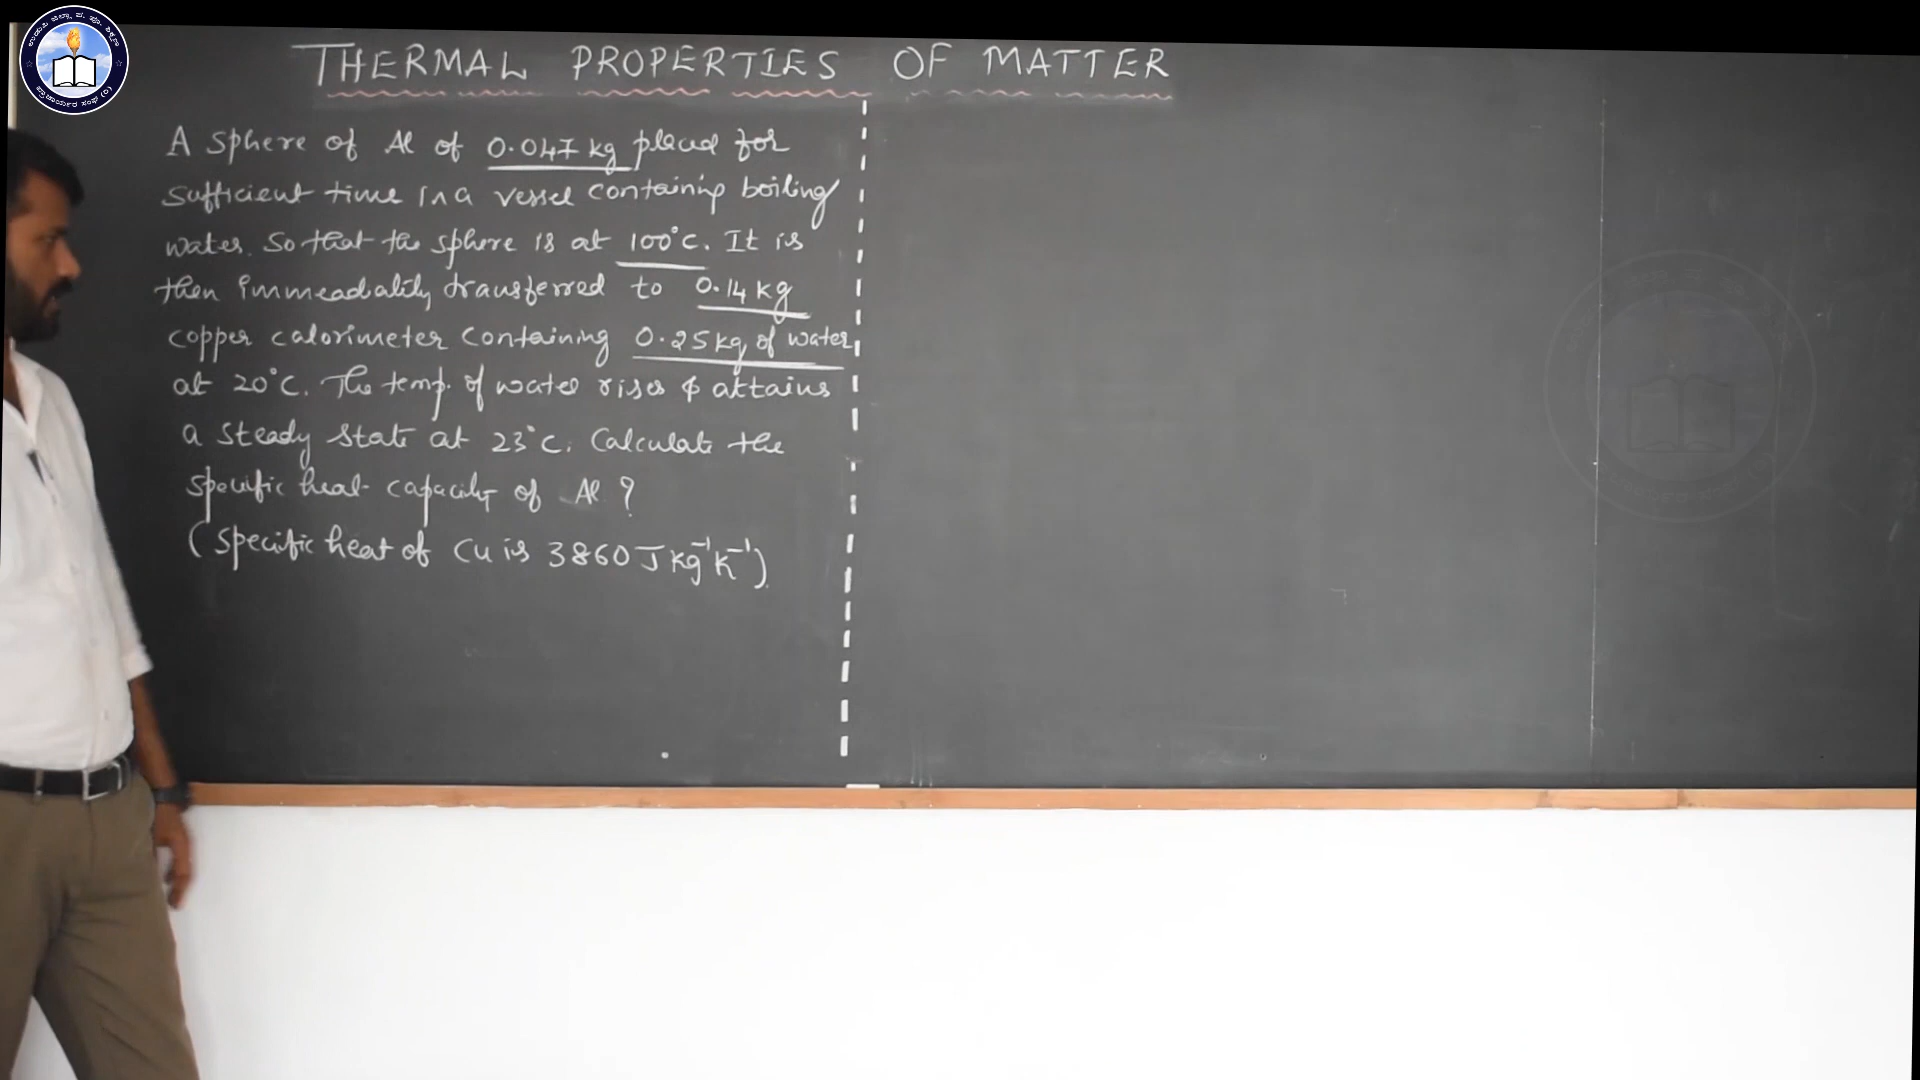 THERMAL PROPERTIES OF MATTER
A sphere of Al of 0.047 kg placed for
sufficient time in a vessel containing boiling
water. So that the sphere is at 100°C. It is
then immeadiatily transferred to 0.14 kg
copper calorimeter containing 0.25 kg of water
at 20°C. The temp. of water rises & attains
a steady state at 23°C. Calculate the
specific heat capacity of Al ?
(Specific heat of Cu is 3860 J kg⁻¹ K⁻¹).